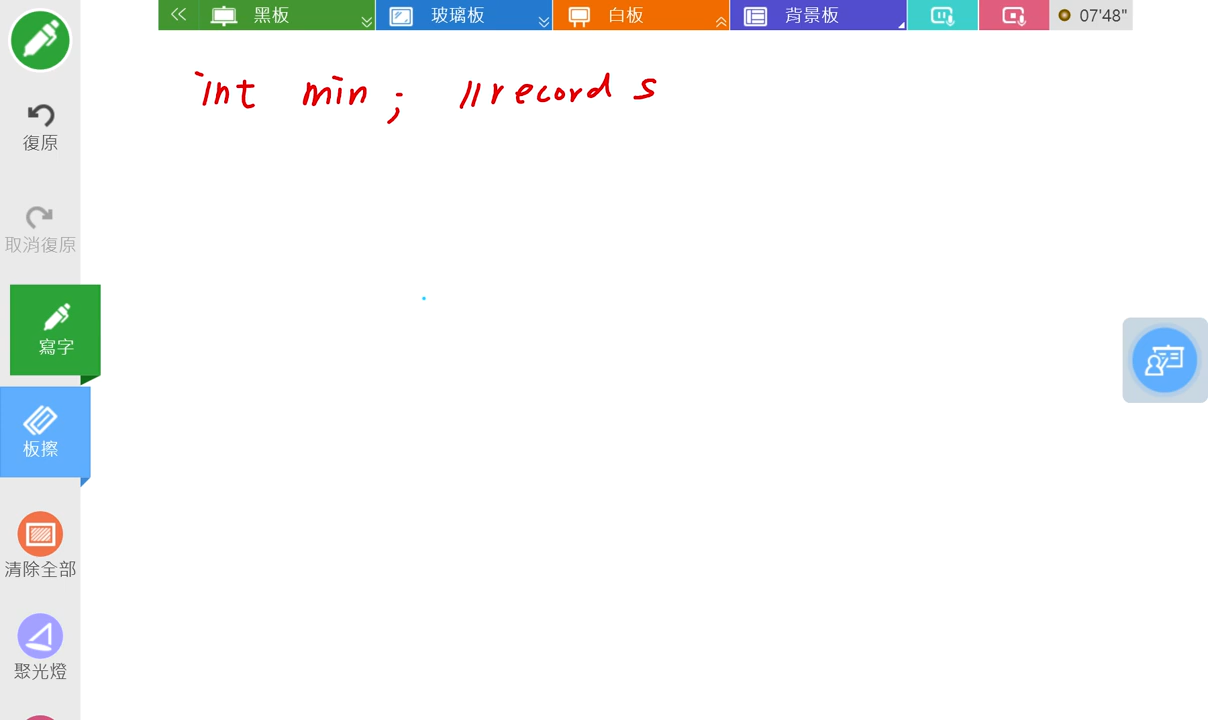 黑板 玻璃板 白板 背景板 07'48"
int min; //record s
復原
取消復原
寫字
板擦
清除全部
聚光燈